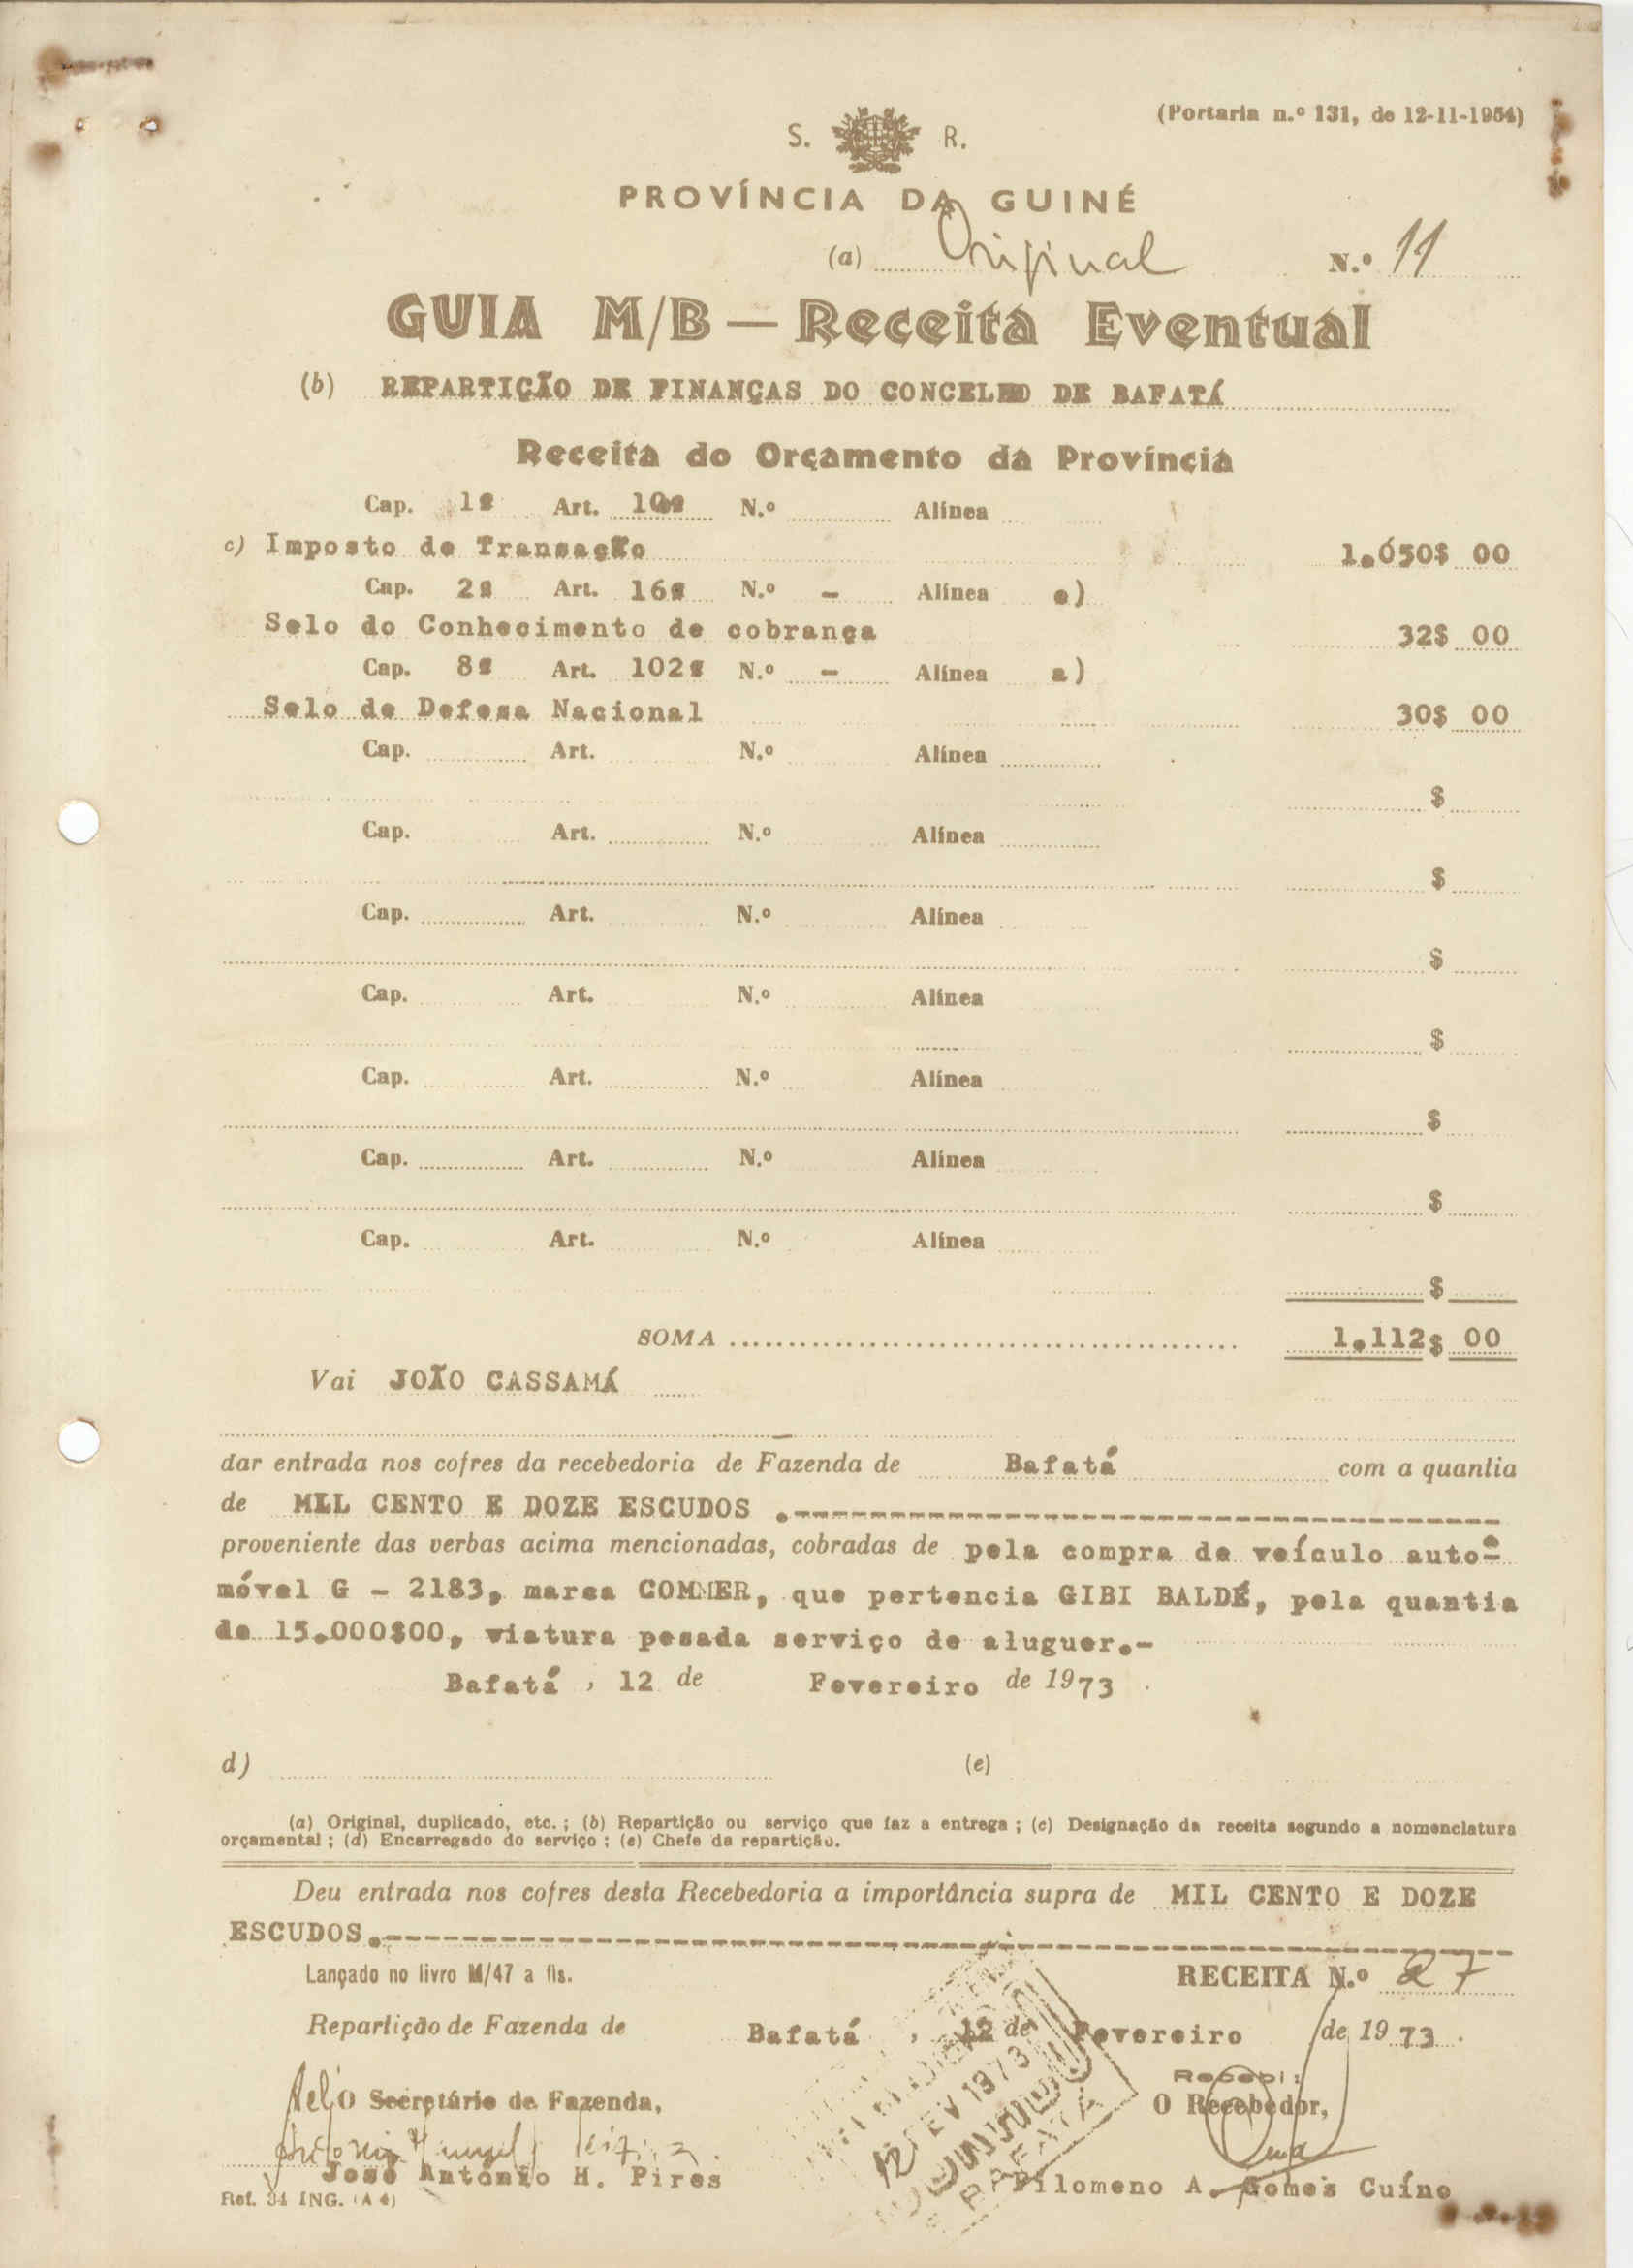 (Portaria n.º 131, de 12-11-1954)
S. R.
PROVÍNCIA DA GUINÉ
(a) Original N.º 11
GUIA M/B — Receita Eventual
(b) REPARTIÇÃO DE FINANÇAS DO CONCELHO DE BAFATÁ
Receita do Orçamento da Província
Cap. 1º Art. 10º N.º Alínea
c) Imposto de Transação 1.050$ 00
Cap. 2º Art. 16º N.º - Alínea e)
Selo do Conhecimento de cobrança 32$ 00
Cap. 8º Art. 102º N.º - Alínea a)
Selo de Defesa Nacional 30$ 00
Cap. Art. N.º Alínea
$
Cap. Art. N.º Alínea
$
Cap. Art. N.º Alínea
$
Cap. Art. N.º Alínea
$
Cap. Art. N.º Alínea
$
Cap. Art. N.º Alínea
$
Cap. Art. N.º Alínea
$
SOMA 1.112$ 00
Vai JOÃO CASSAMÁ
dar entrada nos cofres da recebedoria de Fazenda de Bafatá com a quantia
de MIL CENTO E DOZE ESCUDOS .-
proveniente das verbas acima mencionadas, cobradas de pela compra de veículo auto-
móvel G - 2183, marca COMMER, que pertencia GIBI BALDÉ, pela quantia
de 15.000$00, viatura pesada serviço de aluguer.-
Bafatá , 12 de Fevereiro de 1973 .
d) (e)
(a) Original, duplicado, etc. ; (b) Repartição ou serviço que faz a entrega ; (c) Designação da receita segundo a nomenclatura
orçamental ; (d) Encarregado do serviço ; (e) Chefe da repartição.
Deu entrada nos cofres desta Recebedoria a importância supra de MIL CENTO E DOZE
ESCUDOS.-
Lançado no livro M/47 a fls. RECEITA N.º 27
Repartição de Fazenda de Bafatá , 12 de Fevereiro de 1973 .
Recebi:
Pelo Secretário de Fazenda, O Recebedor,
12 FEV 1973
BAFATÁ
José António H. Pires Filomeno A. Gomes Cuíno
Ref. 34 ING. (A 4)